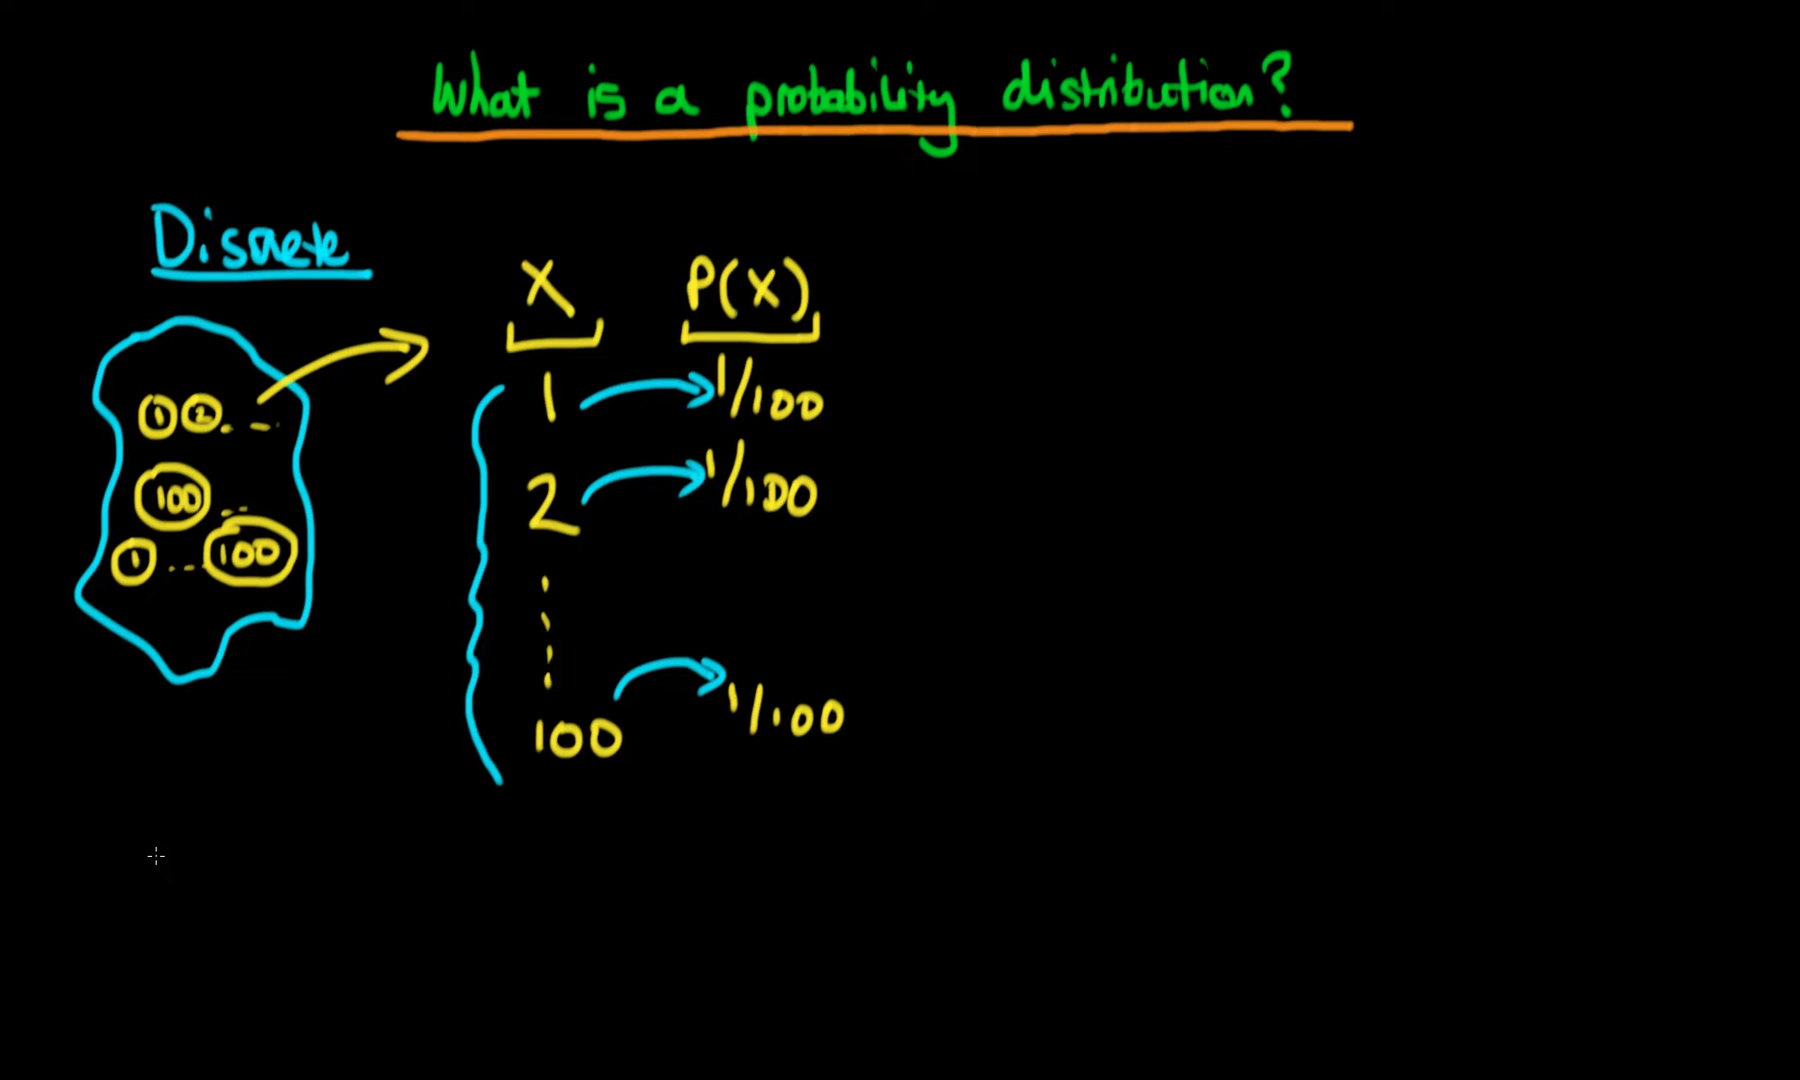 What is a probability distribution?
Discrete
X P(X)
1 1/100
2 1/100
100 1/100
1 2
100
1 100